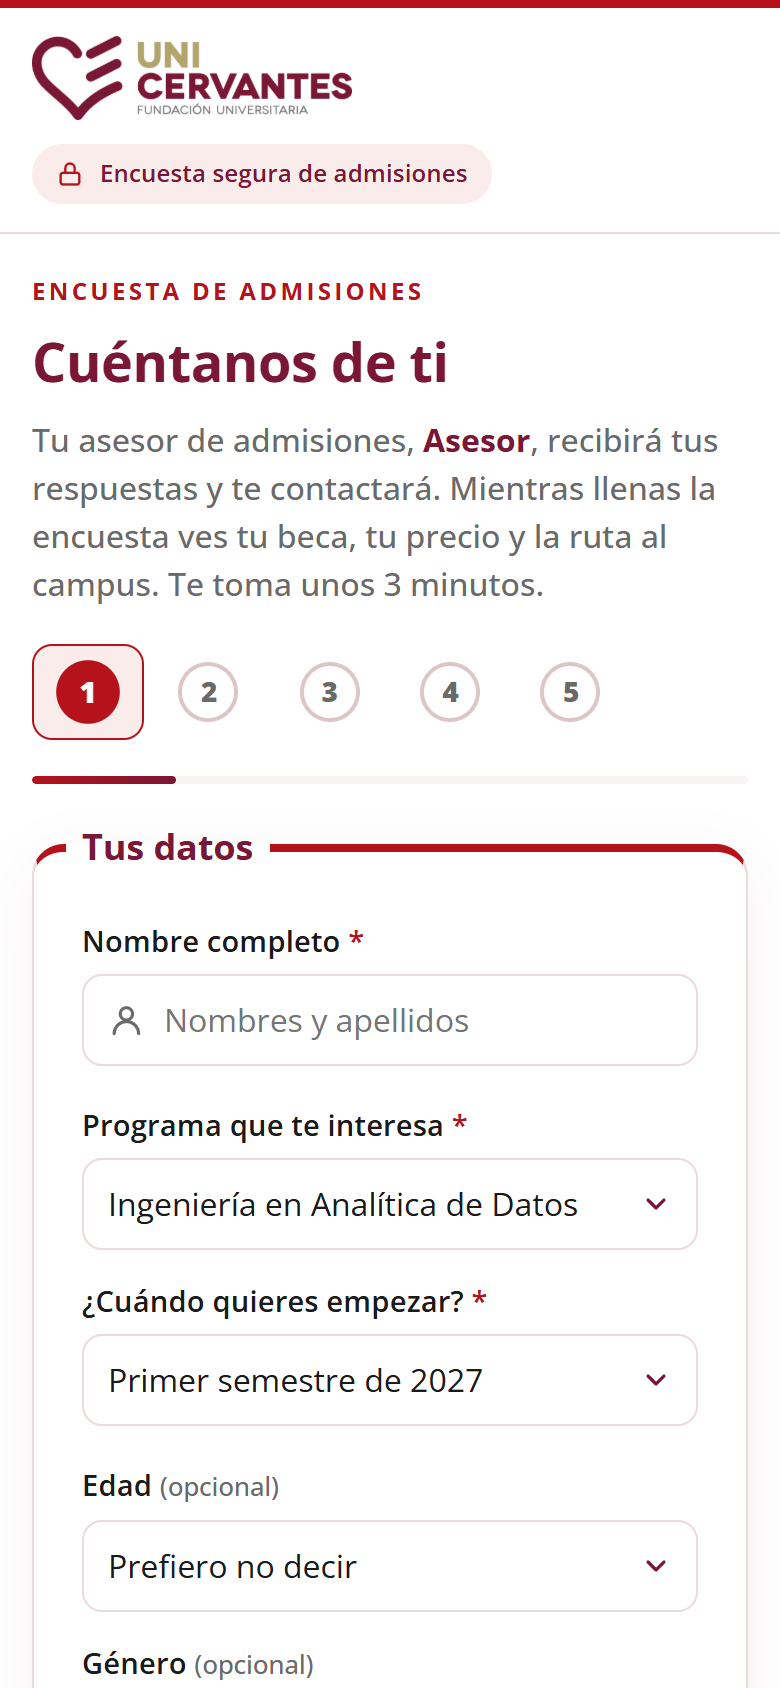 UNI
CERVANTES
FUNDACIÓN UNIVERSITARIA
Encuesta segura de admisiones
ENCUESTA DE ADMISIONES
Cuéntanos de ti
Tu asesor de admisiones, Asesor, recibirá tus
respuestas y te contactará. Mientras llenas la
encuesta ves tu beca, tu precio y la ruta al
campus. Te toma unos 3 minutos.
1 2 3 4 5
Tus datos
Nombre completo *
Nombres y apellidos
Programa que te interesa *
Ingeniería en Analítica de Datos
¿Cuándo quieres empezar? *
Primer semestre de 2027
Edad (opcional)
Prefiero no decir
Género (opcional)